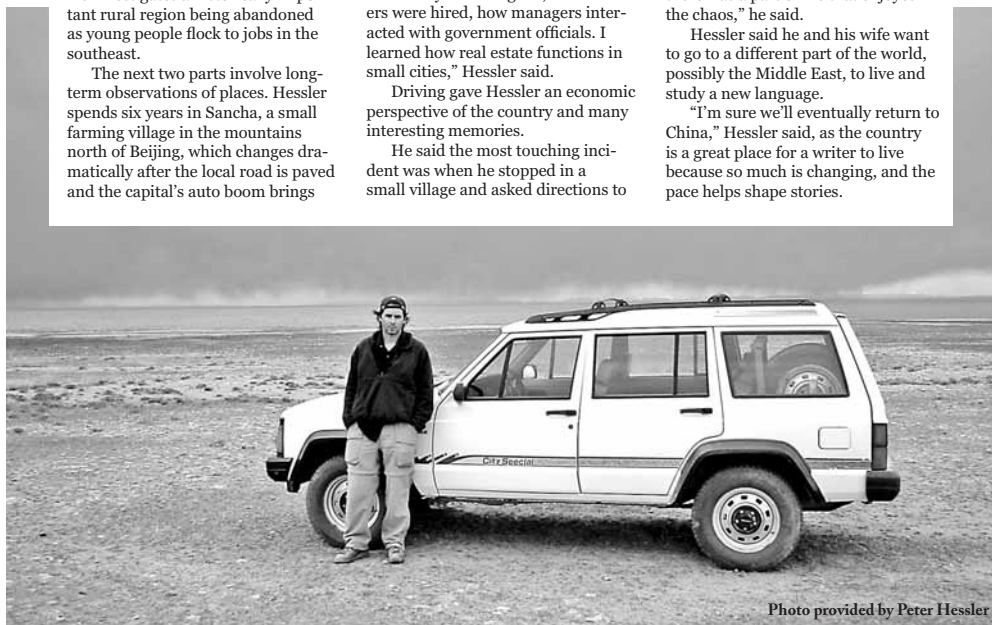 tant rural region being abandoned
as young people flock to jobs in the
southeast.
The next two parts involve long-
term observations of places. Hessler
spends six years in Sancha, a small
farming village in the mountains
north of Beijing, which changes dra-
matically after the local road is paved
and the capital's auto boom brings
ers were hired, how managers inter-
acted with government officials. I
learned how real estate functions in
small cities," Hessler said.
Driving gave Hessler an economic
perspective of the country and many
interesting memories.
He said the most touching inci-
dent was when he stopped in a
small village and asked directions to
the chaos," he said.
Hessler said he and his wife want
to go to a different part of the world,
possibly the Middle East, to live and
study a new language.
"I'm sure we'll eventually return to
China," Hessler said, as the country
is a great place for a writer to live
because so much is changing, and the
pace helps shape stories.
City Special
Photo provided by Peter Hessler